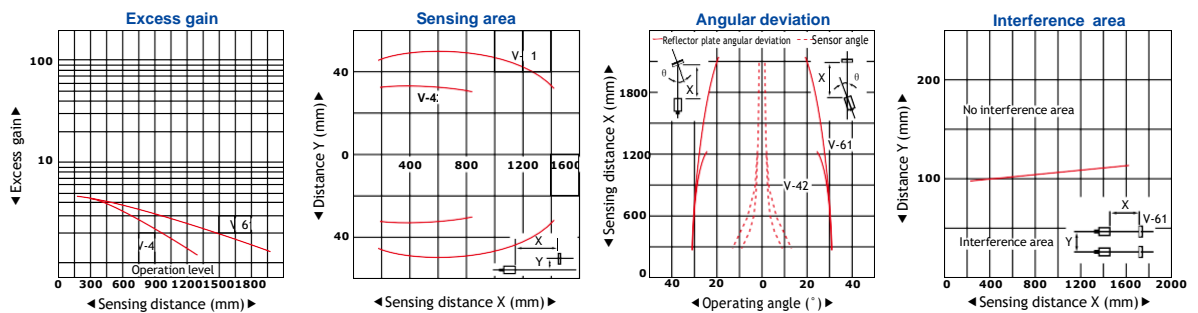 Excess gain
100
10
Excess gain
V-4
V-6
Operation level
0 300 600 900 1200 1500 1800
Sensing distance (mm)
Sensing area
40
0
40
Distance Y (mm)
V- 1
V-4
400 800 1200 1600
X
Y
Sensing distance X (mm)
Angular deviation
Reflector plate angular deviation
Sensor angle
θ
X
X
θ
1800
1200
600
0
Sensing distance X (mm)
V-61
V-42
40 20 0 20 40
Operating angle (°)
Interference area
200
100
0
Distance Y (mm)
No interference area
Interference area
X
V-61
Y
400 800 1200 1600 2000
Sensing distance X (mm)